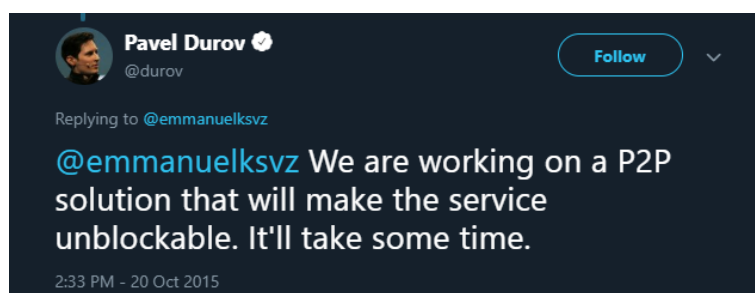 Pavel Durov
@durov
Follow
Replying to @emmanuelksvz
@emmanuelksvz We are working on a P2P
solution that will make the service
unblockable. It'll take some time.
2:33 PM - 20 Oct 2015